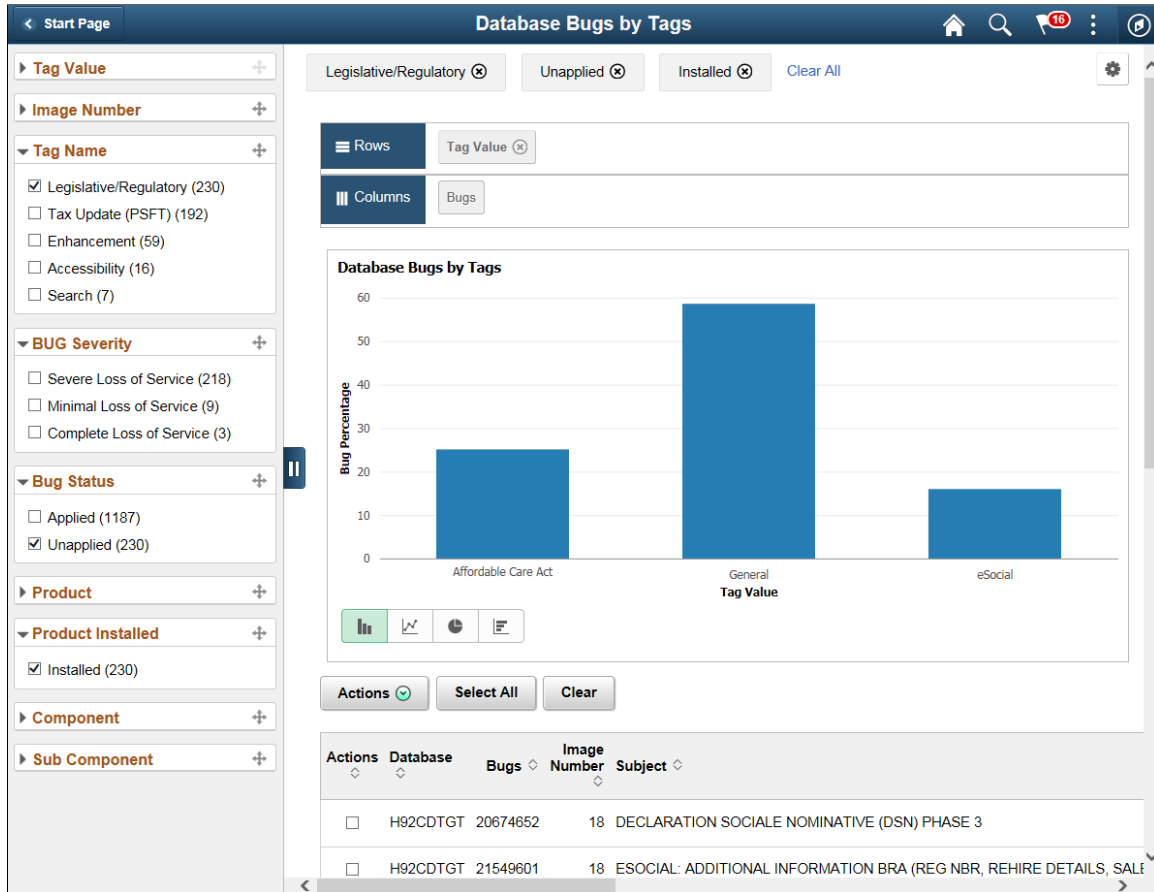 Start Page
Database Bugs by Tags
16
Tag Value
Image Number
Tag Name
Legislative/Regulatory (230)
Tax Update (PSFT) (192)
Enhancement (59)
Accessibility (16)
Search (7)
BUG Severity
Severe Loss of Service (218)
Minimal Loss of Service (9)
Complete Loss of Service (3)
Bug Status
Applied (1187)
Unapplied (230)
Product
Product Installed
Installed (230)
Component
Sub Component
Legislative/Regulatory
Unapplied
Installed
Clear All
Rows
Tag Value
Columns
Bugs
Database Bugs by Tags
60
50
40
30
20
10
0
Bug Percentage
Affordable Care Act
General
eSocial
Tag Value
Actions
Select All
Clear
Actions Database Bugs Image Number Subject
H92CDTGT 20674652 18 DECLARATION SOCIALE NOMINATIVE (DSN) PHASE 3
H92CDTGT 21549601 18 ESOCIAL: ADDITIONAL INFORMATION BRA (REG NBR, REHIRE DETAILS,